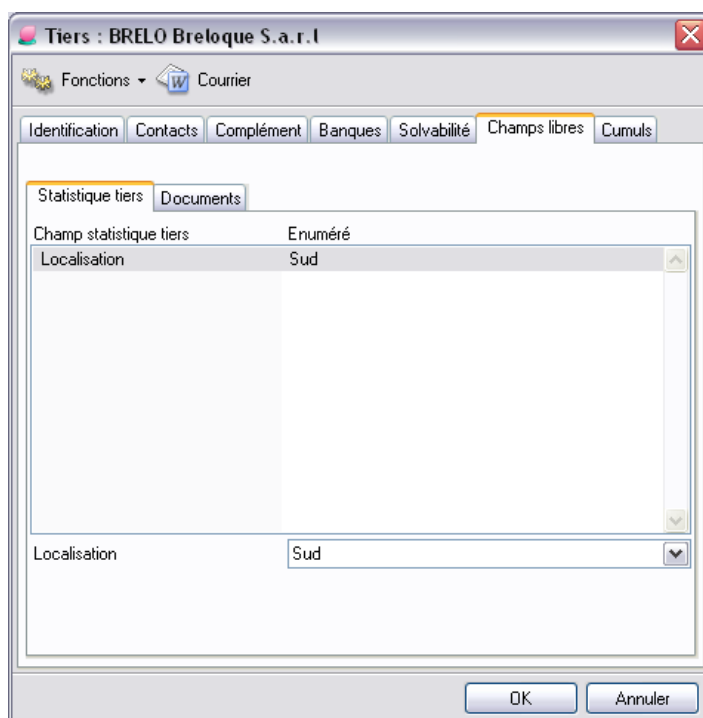 Tiers : BRELO Breloque S.a.r.l
Fonctions Courrier
Identification Contacts Complément Banques Solvabilité Champs libres Cumuls
Statistique tiers Documents
Champ statistique tiers Enuméré
Localisation Sud
Localisation Sud
OK Annuler